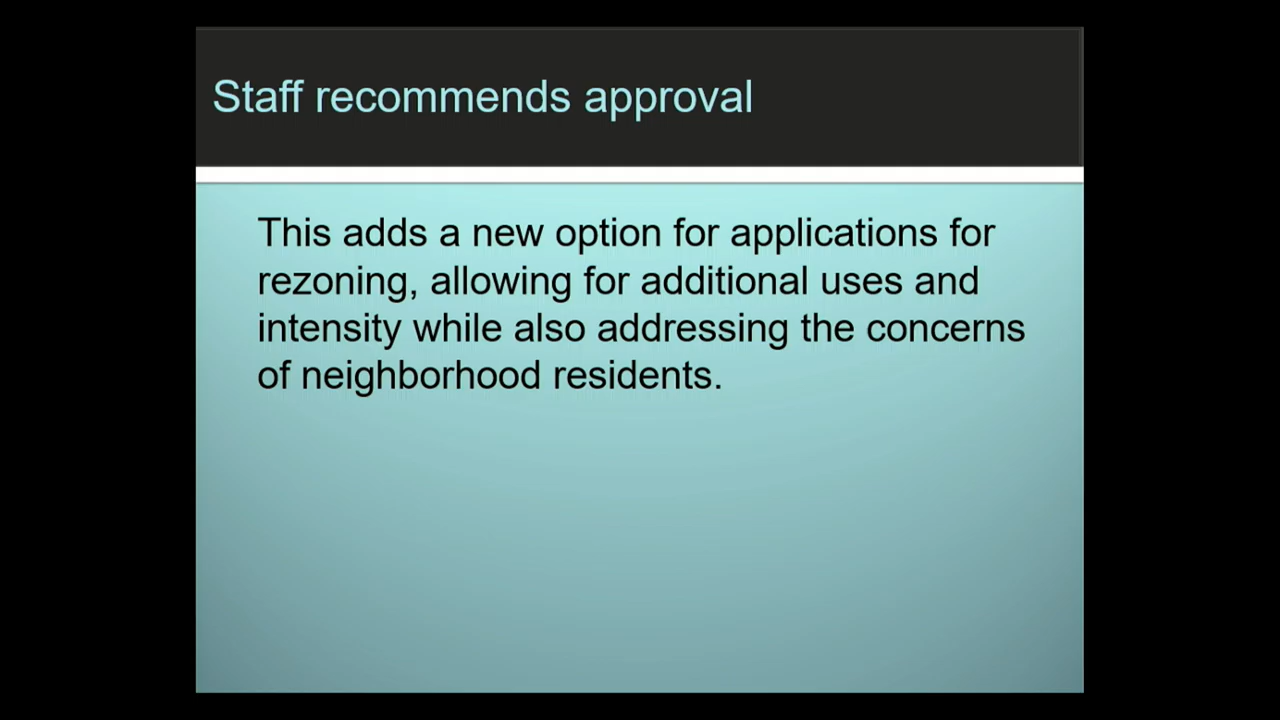 Staff recommends approval
This adds a new option for applications for
rezoning, allowing for additional uses and
intensity while also addressing the concerns
of neighborhood residents.